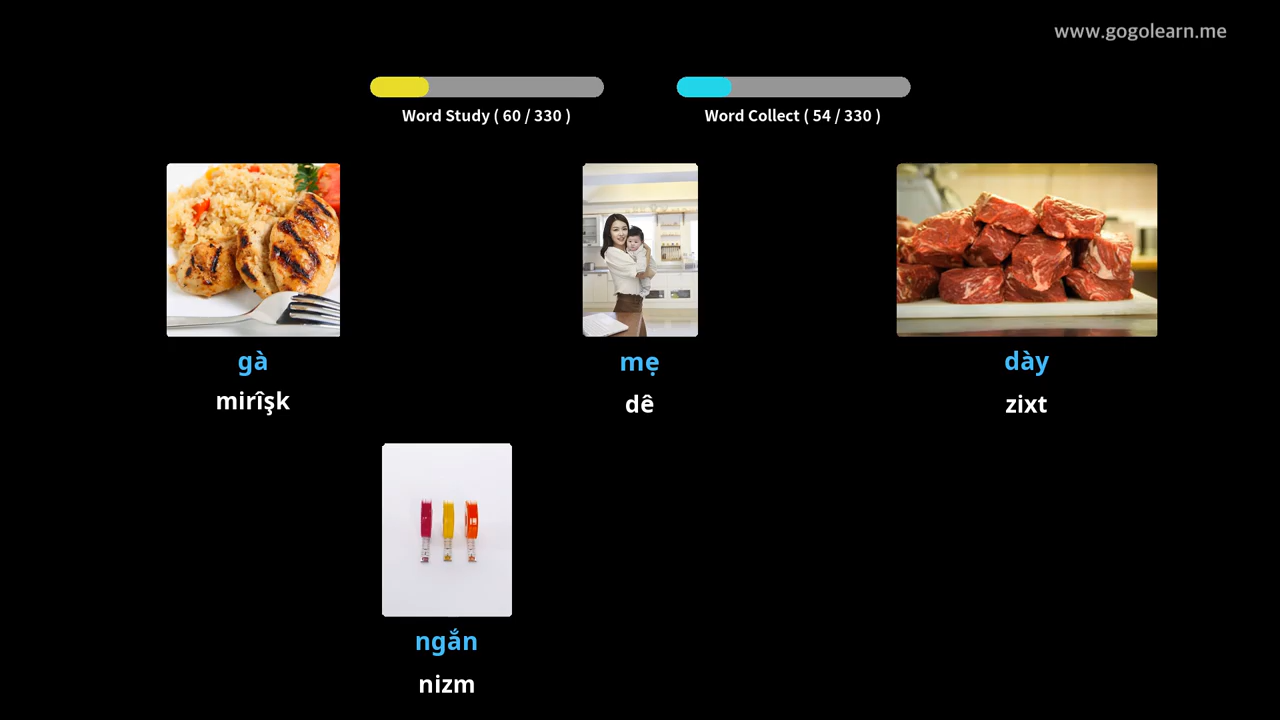 www.gogolearn.me
Word Study ( 60 / 330 )
Word Collect ( 54 / 330 )
gà
mirîşk
mẹ
dê
dày
zixt
ngắn
nizm